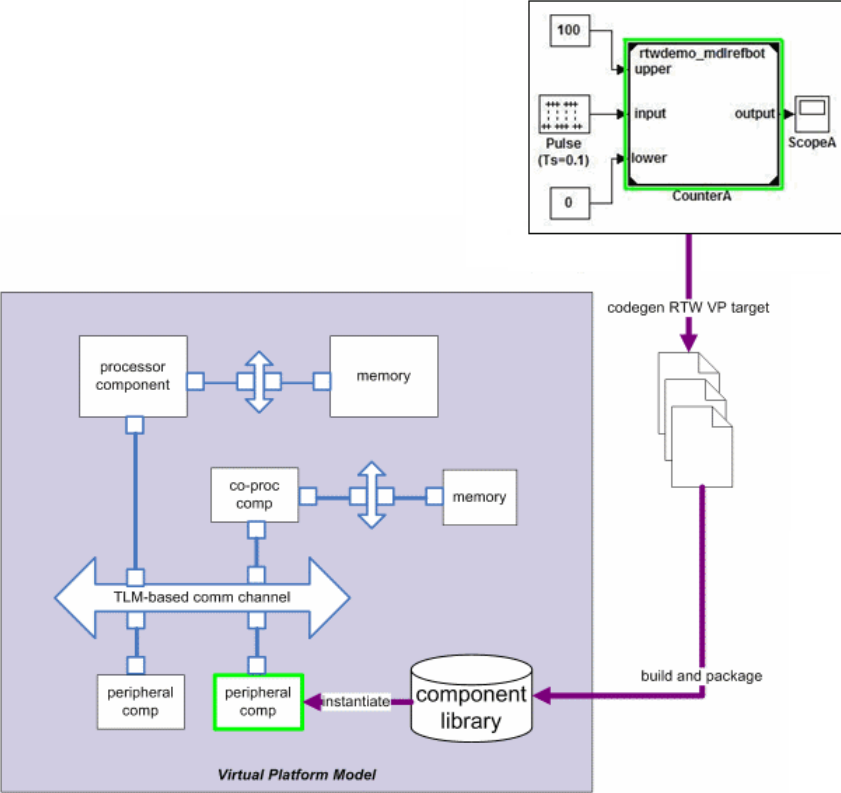 100
rtwdemo_mdlrefbot
upper
input
output
Pulse
(Ts=0.1)
ScopeA
lower
0
CounterA
codegen RTW VP target
processor
component
memory
co-proc
comp
memory
TLM-based comm channel
build and package
peripheral
comp
peripheral
comp
instantiate
component
library
Virtual Platform Model